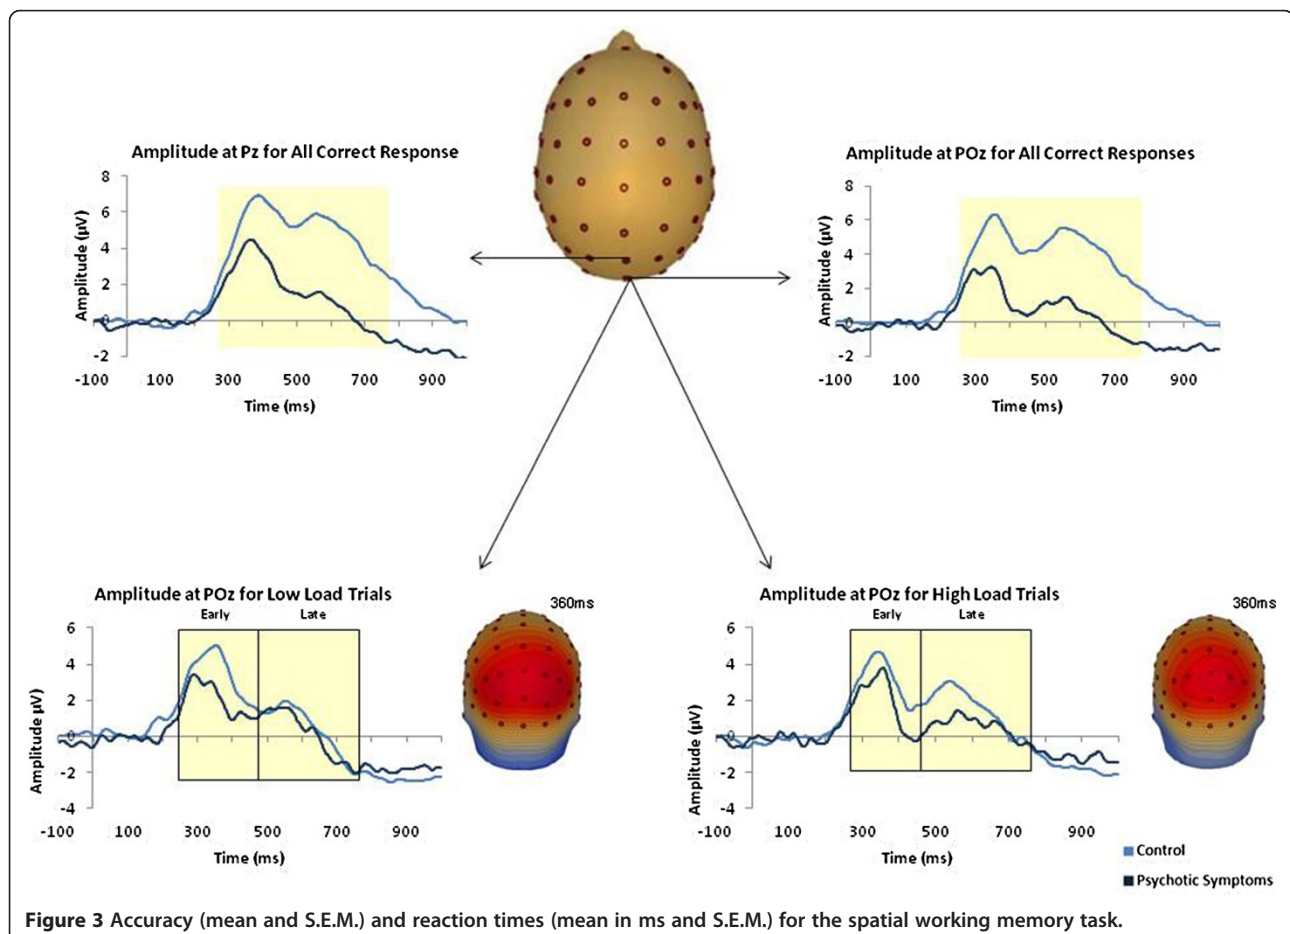 Amplitude at Pz for All Correct Response
8
6
4
2
0
-2
Amplitude (µV)
-100 100 300 500 700 900
Time (ms)
Amplitude at POz for All Correct Responses
8
6
4
2
0
-2
Amplitude (µV)
-100 100 300 500 700 900
Time (ms)
Amplitude at POz for Low Load Trials
Early Late
360ms
6
4
2
0
-2
-4
Amplitude µV)
-100 100 300 500 700 900
Time (ms)
Amplitude at POz for High Load Trials
Early Late
360ms
6
4
2
0
-2
-4
Amplitude (µV)
-100 100 300 500 700 900
Time (ms)
Control
Psychotic Symptoms
Figure 3 Accuracy (mean and S.E.M.) and reaction times (mean in ms and S.E.M.) for the spatial working memory task.